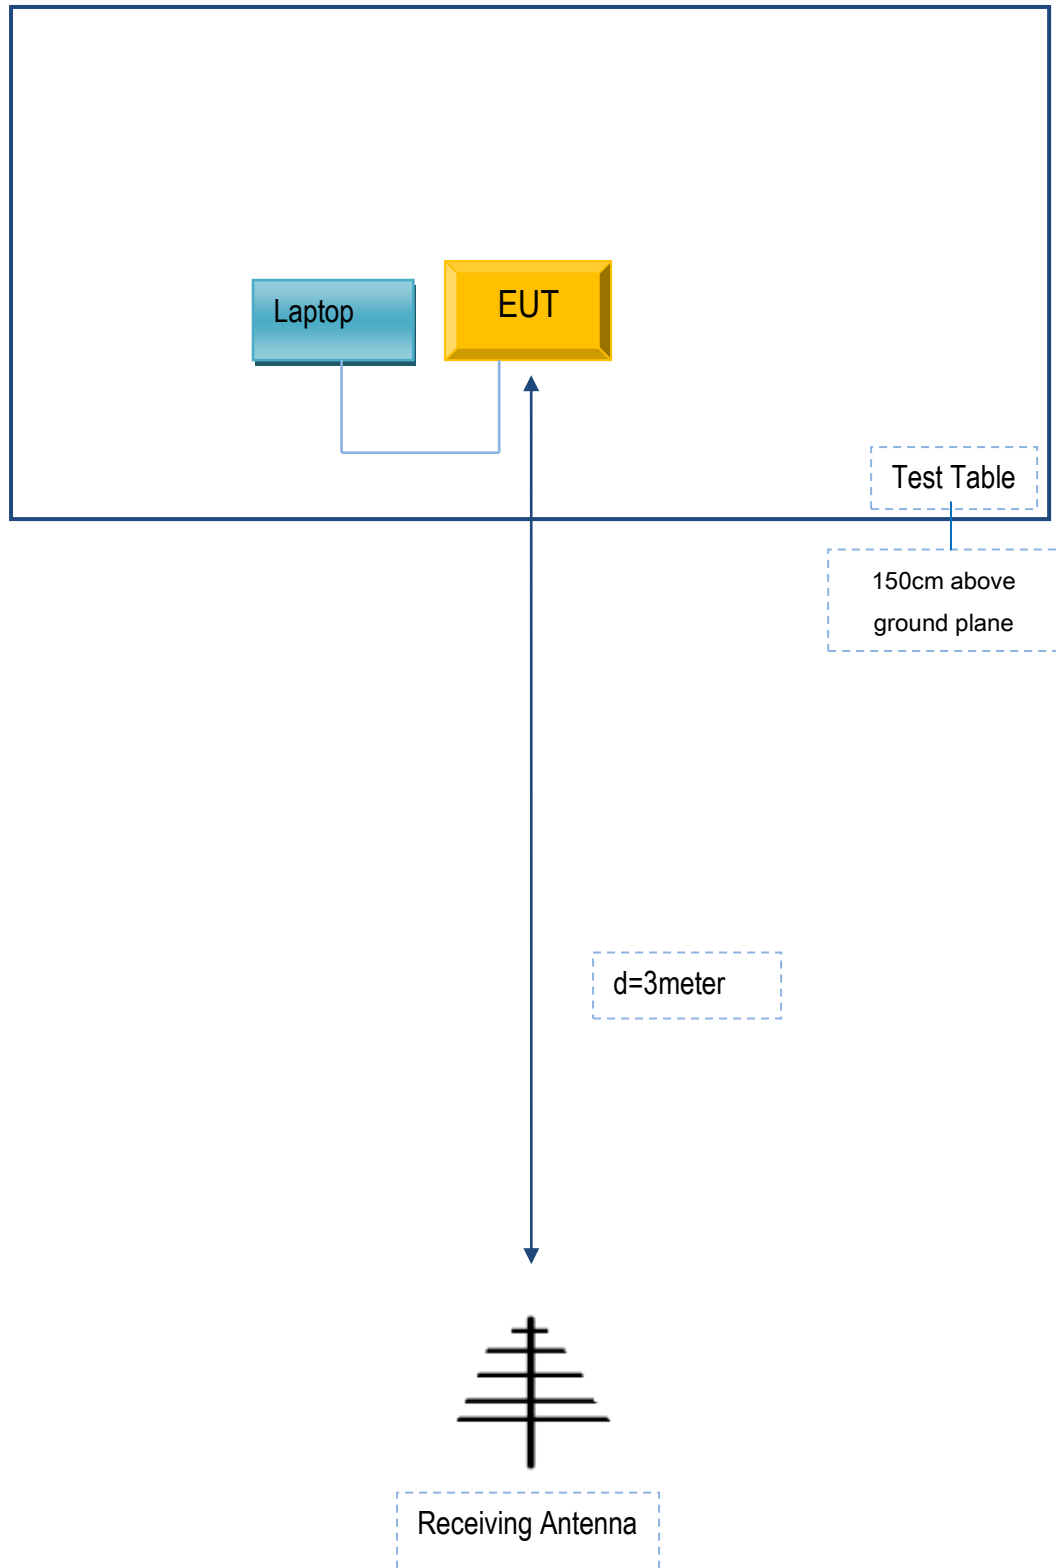 Laptop
EUT
Test Table
150cm above
ground plane
d=3meter
Receiving Antenna